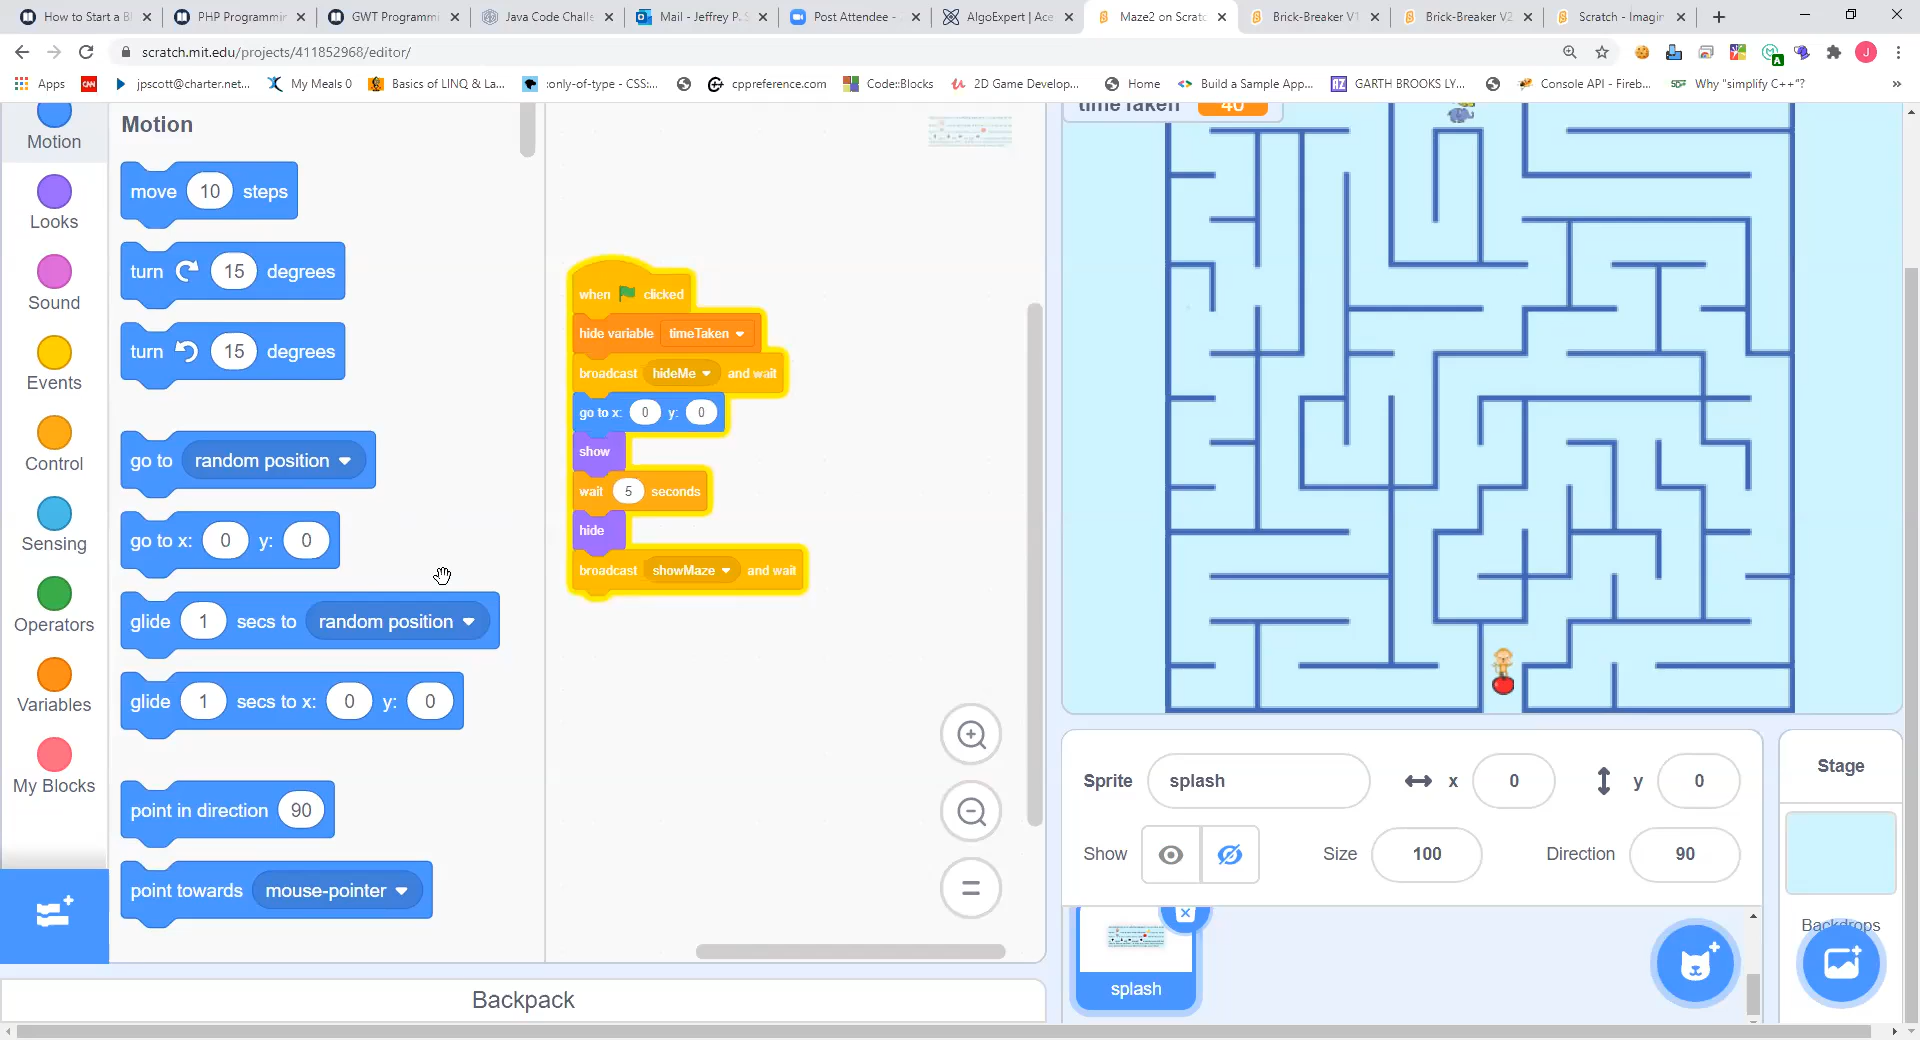 How to Start a B
PHP Programmin
GWT Programmi
Java Code Challe
Mail - Jeffrey P. S
Post Attendee -
AlgoExpert | Ace
Maze2 on Scratc
Brick-Breaker V1
Brick-Breaker V2
Scratch - Imagin
scratch.mit.edu/projects/411852968/editor/
Apps
CNN
jpscott@charter.net...
My Meals 0
Basics of LINQ & La...
:only-of-type - CSS:...
cppreference.com
Code::Blocks
2D Game Develop...
Home
Build a Sample App...
GARTH BROOKS LY...
Console API - Fireb...
Why "simplify C++"?
Motion
Looks
Sound
Events
Control
Sensing
Operators
Variables
My Blocks
Motion
move 10 steps
turn 15 degrees
turn 15 degrees
go to random position
go to x: 0 y: 0
glide 1 secs to random position
glide 1 secs to x: 0 y: 0
point in direction 90
point towards mouse-pointer
when clicked
hide variable timeTaken
broadcast hideMe and wait
go to x: 0 y: 0
show
wait 5 seconds
hide
broadcast showMaze and wait
timeTaken 40
Sprite splash x 0 y 0
Show Size 100 Direction 90
splash
Stage
Backdrops
Backpack